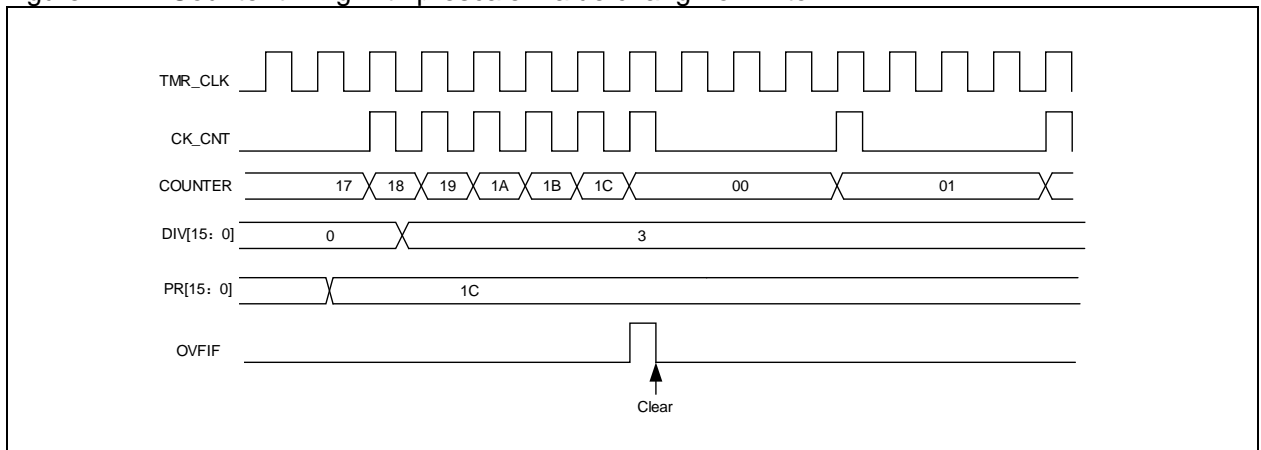 TMR_CLK
CK_CNT
COUNTER 17 18 19 1A 1B 1C 00 01
DIV[15：0] 0 3
PR[15：0] 1C
OVFIF
Clear